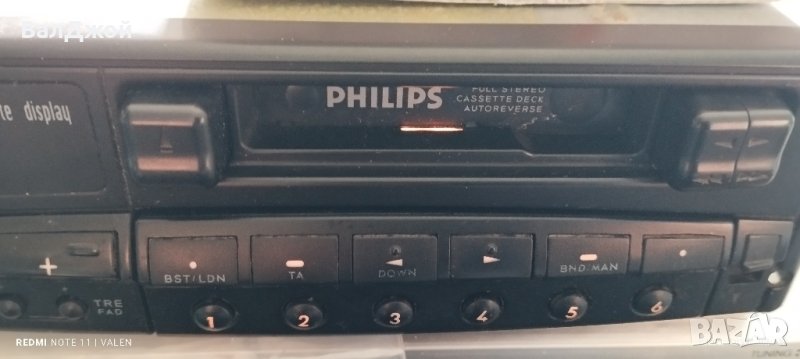 ВалДжой
te display
PHILIPS
FULL STEREO
CASSETTE DECK
AUTOREVERSE
+
BST/LDN TA DOWN BND/MAN
TRE
FAD
1 2 3 4 5 6
REDMI NOTE 11 | VALEN
BAZAR